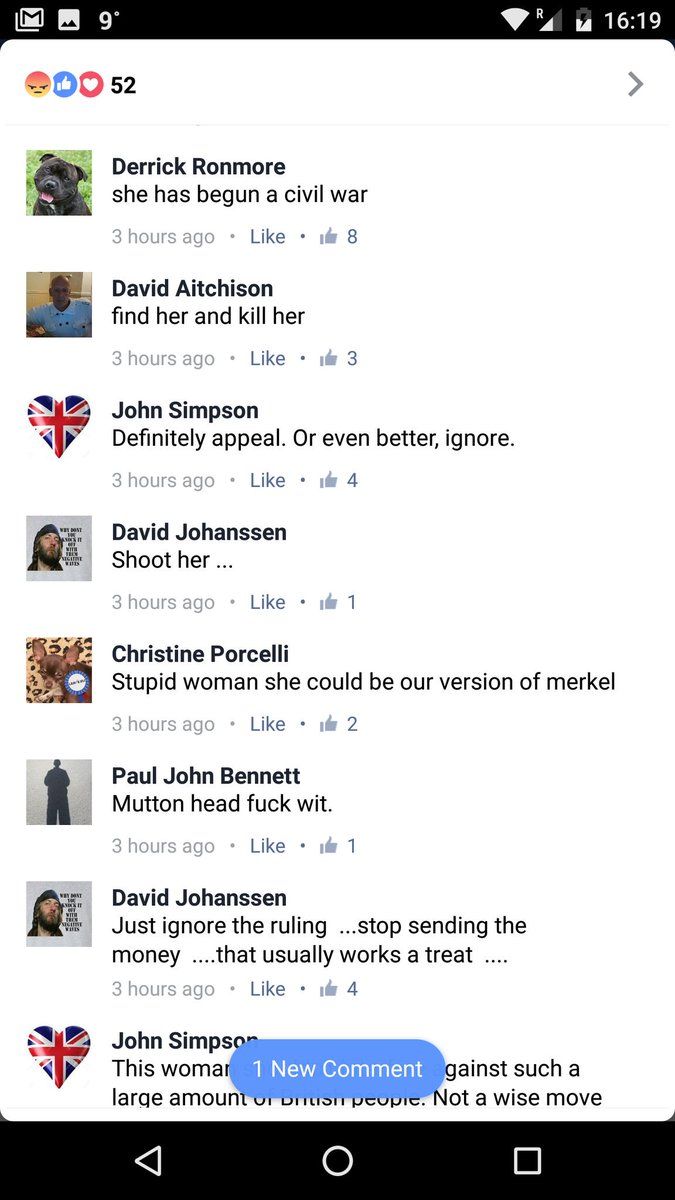 9°
R
16:19
52
Derrick Ronmore
she has begun a civil war
3 hours ago • Like • 8
David Aitchison
find her and kill her
3 hours ago • Like • 3
John Simpson
Definitely appeal. Or even better, ignore.
3 hours ago • Like • 4
WHY DONT
YOU
KNOCK IT
OFF
WITH
THEM
NEGATIVE
WAVES
David Johanssen
Shoot her ...
3 hours ago • Like • 1
Christine Porcelli
Stupid woman she could be our version of merkel
3 hours ago • Like • 2
Paul John Bennett
Mutton head fuck wit.
3 hours ago • Like • 1
WHY DONT
YOU
KNOCK IT
OFF
WITH
THEM
NEGATIVE
WAVES
David Johanssen
Just ignore the ruling ...stop sending the
money ....that usually works a treat ....
3 hours ago • Like • 4
John Simpson
This woman gainst such a
1 New Comment
large amount of British people. Not a wise move